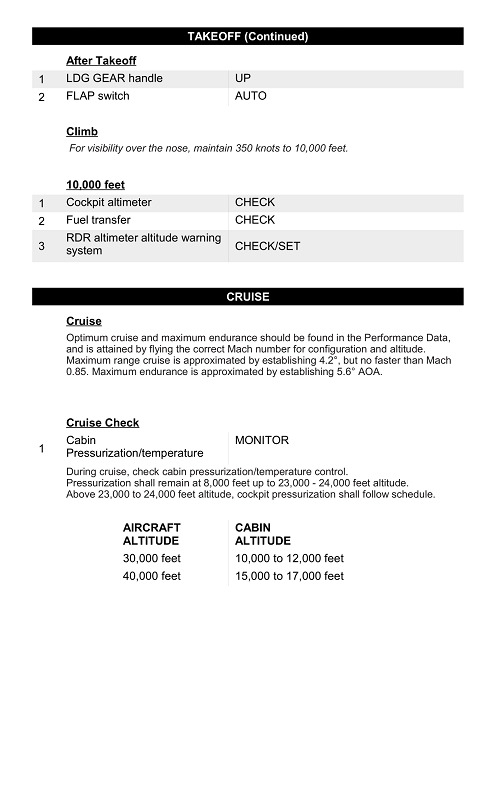 TAKEOFF (Continued)
After Takeoff
1 LDG GEAR handle UP
2 FLAP switch AUTO
Climb
For visibility over the nose, maintain 350 knots to 10,000 feet.
10,000 feet
1 Cockpit altimeter CHECK
2 Fuel transfer CHECK
3 RDR altimeter altitude warning CHECK/SET
system
CRUISE
Cruise
Optimum cruise and maximum endurance should be found in the Performance Data,
and is attained by flying the correct Mach number for configuration and altitude.
Maximum range cruise is approximated by establishing 4.2°, but no faster than Mach
0.85. Maximum endurance is approximated by establishing 5.6° AOA.
Cruise Check
1 Cabin MONITOR
Pressurization/temperature
During cruise, check cabin pressurization/temperature control.
Pressurization shall remain at 8,000 feet up to 23,000 - 24,000 feet altitude.
Above 23,000 to 24,000 feet altitude, cockpit pressurization shall follow schedule.
AIRCRAFT CABIN
ALTITUDE ALTITUDE
30,000 feet 10,000 to 12,000 feet
40,000 feet 15,000 to 17,000 feet